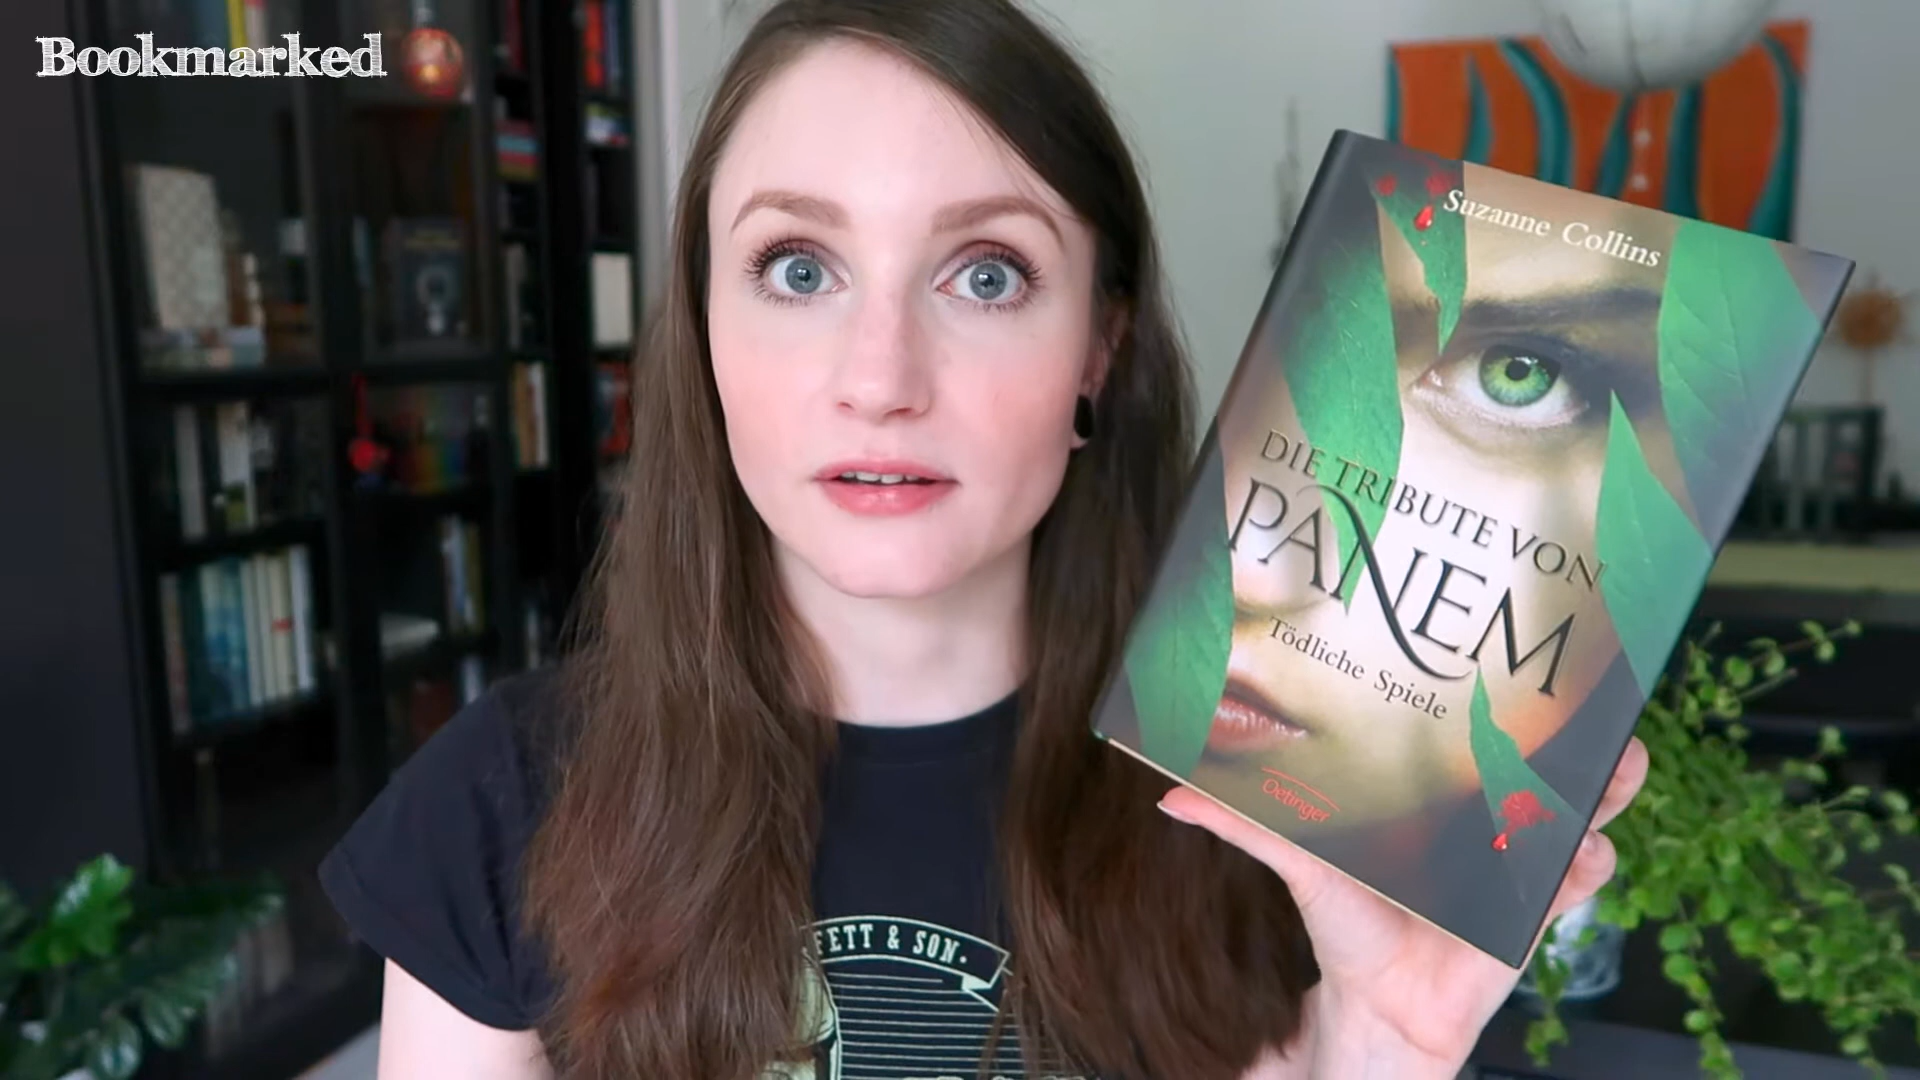 Bookmarked
Suzanne Collins
DIE TRIBUTE VON
PANEM
Tödliche Spiele
Oetinger
FETT & SON.